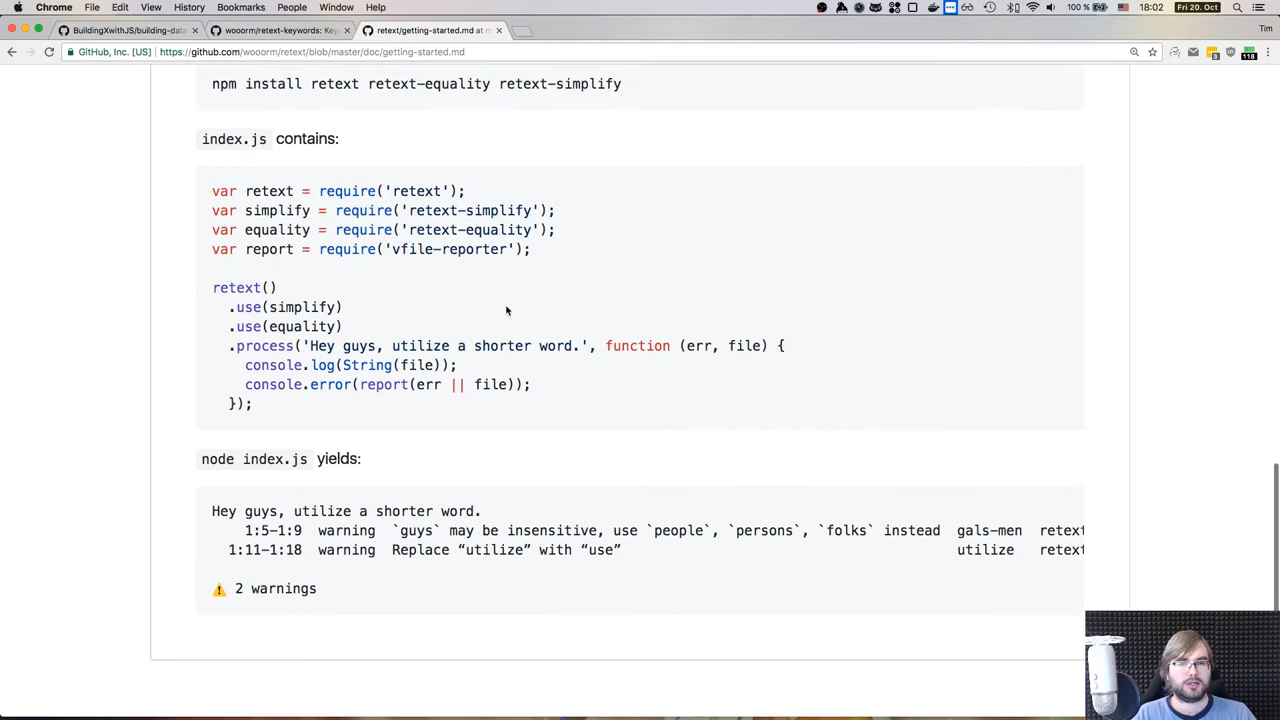 Chrome File Edit View History Bookmarks People Window Help 100 % 18:02 Fri 20. Oct
BuildingXwithJS/building-data × wooorm/retext-keywords: Key × retext/getting-started.md at m × Tim
GitHub, Inc. [US] https://github.com/wooorm/retext/blob/master/doc/getting-started.md 3 118
npm install retext retext-equality retext-simplify
index.js contains:
var retext = require('retext');
var simplify = require('retext-simplify');
var equality = require('retext-equality');
var report = require('vfile-reporter');
retext()
.use(simplify)
.use(equality)
.process('Hey guys, utilize a shorter word.', function (err, file) {
console.log(String(file));
console.error(report(err || file));
});
node index.js yields:
Hey guys, utilize a shorter word.
1:5-1:9 warning `guys` may be insensitive, use `people`, `persons`, `folks` instead gals-men retext
1:11-1:18 warning Replace “utilize” with “use” utilize retext
⚠ 2 warnings